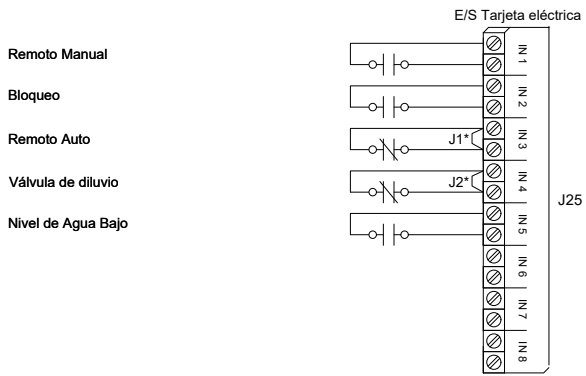 E/S Tarjeta eléctrica
Remoto Manual
IN 1
Bloqueo
IN 2
Remoto Auto
J1*
IN 3
Válvula de diluvio
J2*
IN 4
J25
Nivel de Agua Bajo
IN 5
IN 6
IN 7
IN 8